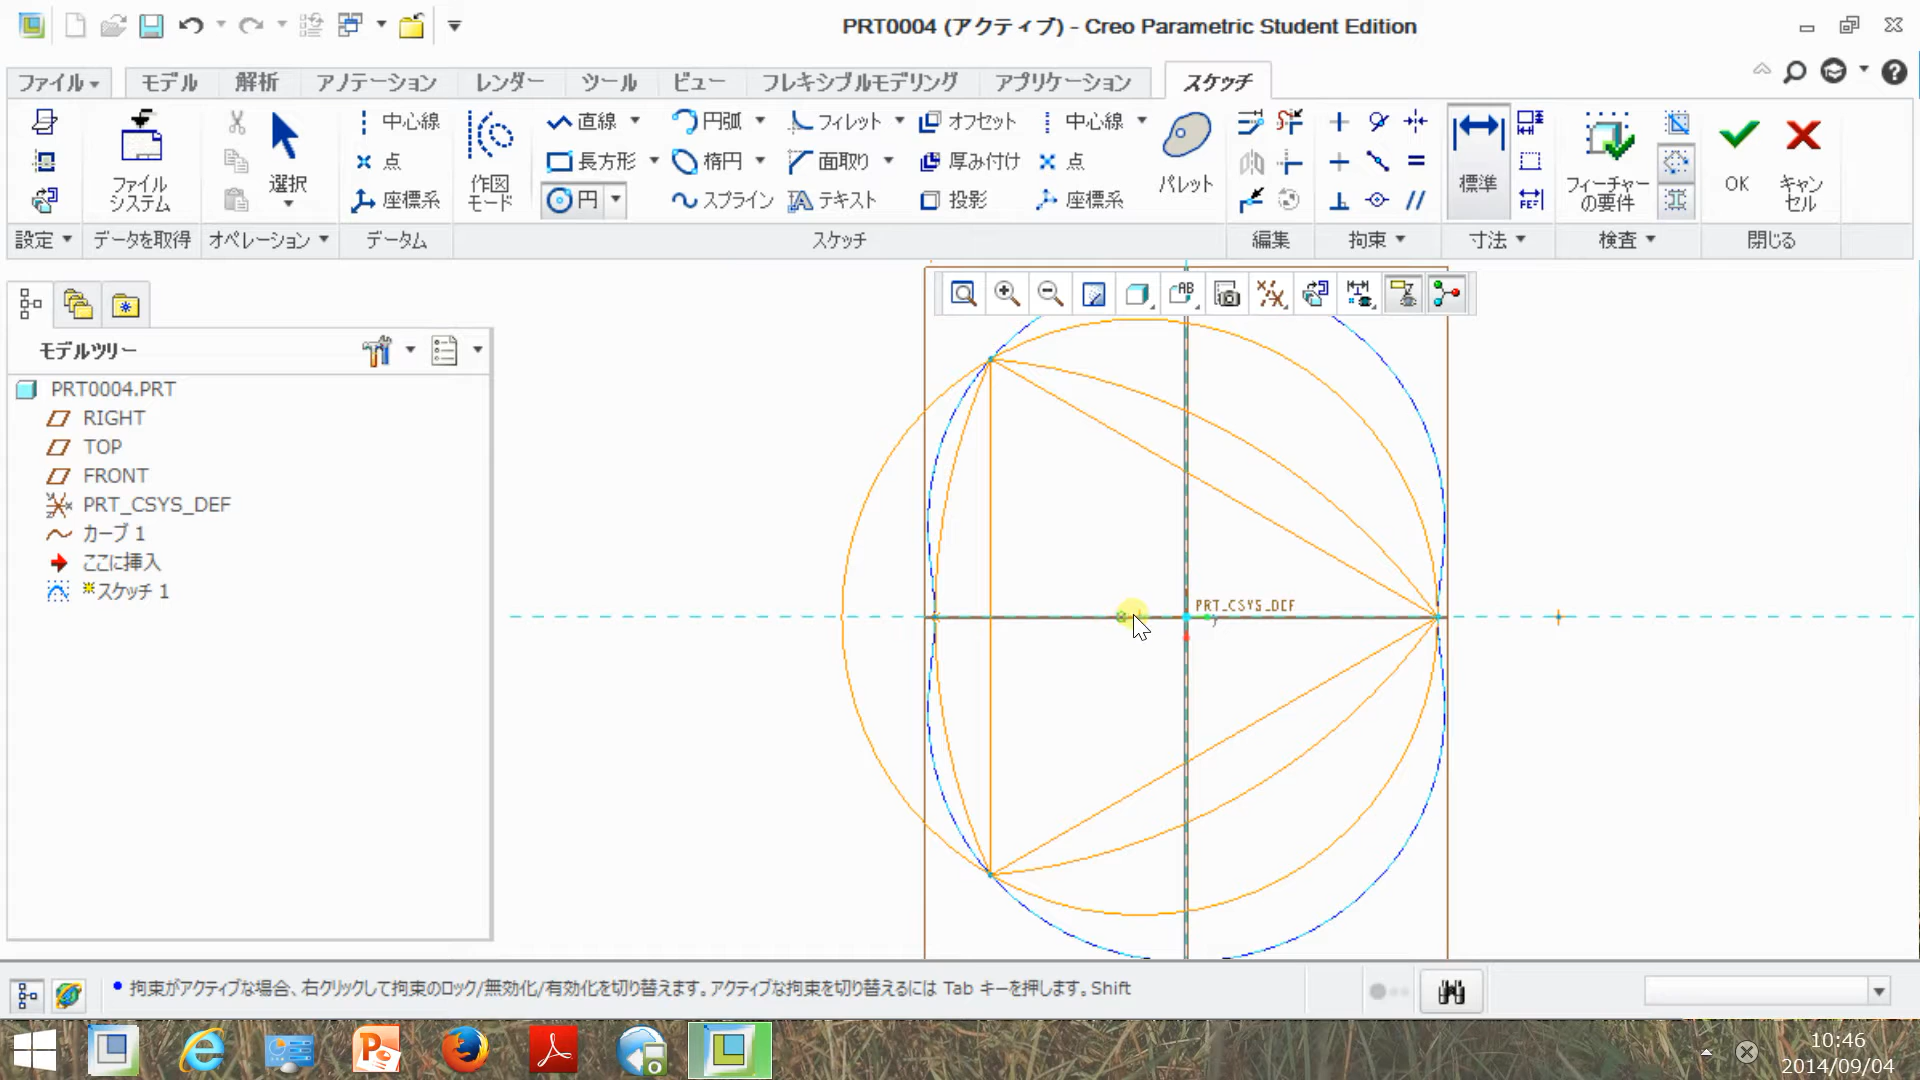 PRT0004 (アクティブ) - Creo Parametric Student Edition
ファイル モデル 解析 アノテーション レンダー ツール ビュー フレキシブルモデリング アプリケーション スケッチ
中心線 直線 円弧 フィレット オフセット 中心線
点 長方形 楕円 面取り 厚み付け 点
座標系 円 スプライン テキスト 投影 座標系
ファイル
システム
選択
作図
モード
パレット
標準
フィーチャー
の要件
OK
キャン
セル
設定 データを取得 オペレーション データム スケッチ 編集 拘束 寸法 検査 閉じる
モデルツリー
PRT0004.PRT
RIGHT
TOP
FRONT
PRT_CSYS_DEF
カーブ 1
ここに挿入
スケッチ 1
PRT_CSYS_DEF
y
拘束がアクティブな場合、右クリックして拘束のロック/無効化/有効化を切り替えます。アクティブな拘束を切り替えるには Tab キーを押します。Shift
10:46
2014/09/04